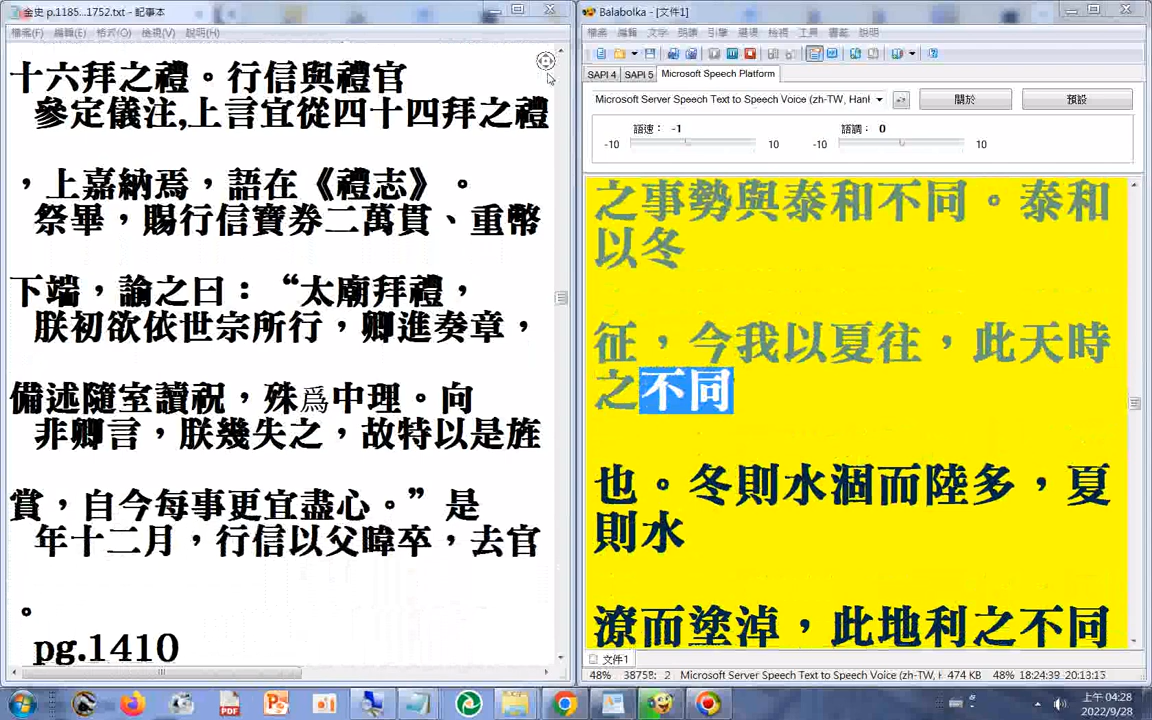 金史 p.1185...1752.txt - 記事本
檔案(F) 編輯(E) 格式(O) 檢視(V) 說明(H)
十六拜之禮。行信與禮官
參定儀注,上言宜從四十四拜之禮
，上嘉納焉，語在《禮志》。
祭畢，賜行信寶券二萬貫、重幣
下端，諭之曰：“太廟拜禮，
朕初欲依世宗所行，卿進奏章，
備述隨室讀祝，殊爲中理。向
非卿言，朕幾失之，故特以是旌
賞，自今每事更宜盡心。”是
年十二月，行信以父暐卒，去官
。
pg.1410
Balabolka - [文件1]
檔案 編輯 文字 朗讀 引擎 選項 檢視 工具 書籤 說明
SAPI 4 SAPI 5 Microsoft Speech Platform
Microsoft Server Speech Text to Speech Voice (zh-TW, Hanl 關於 預設
語速： -1 語調： 0
-10 10 -10 10
之事勢與泰和不同。泰和
以冬
征，今我以夏往，此天時
之不同
也。冬則水涸而陸多，夏
則水
潦而塗淖，此地利之不同
文件1
48% 38758: 2 Microsoft Server Speech Text to Speech Voice (zh-TW, H 474 KB 48% 18:24:39 20:13:13
上午 04:28
2022/9/28